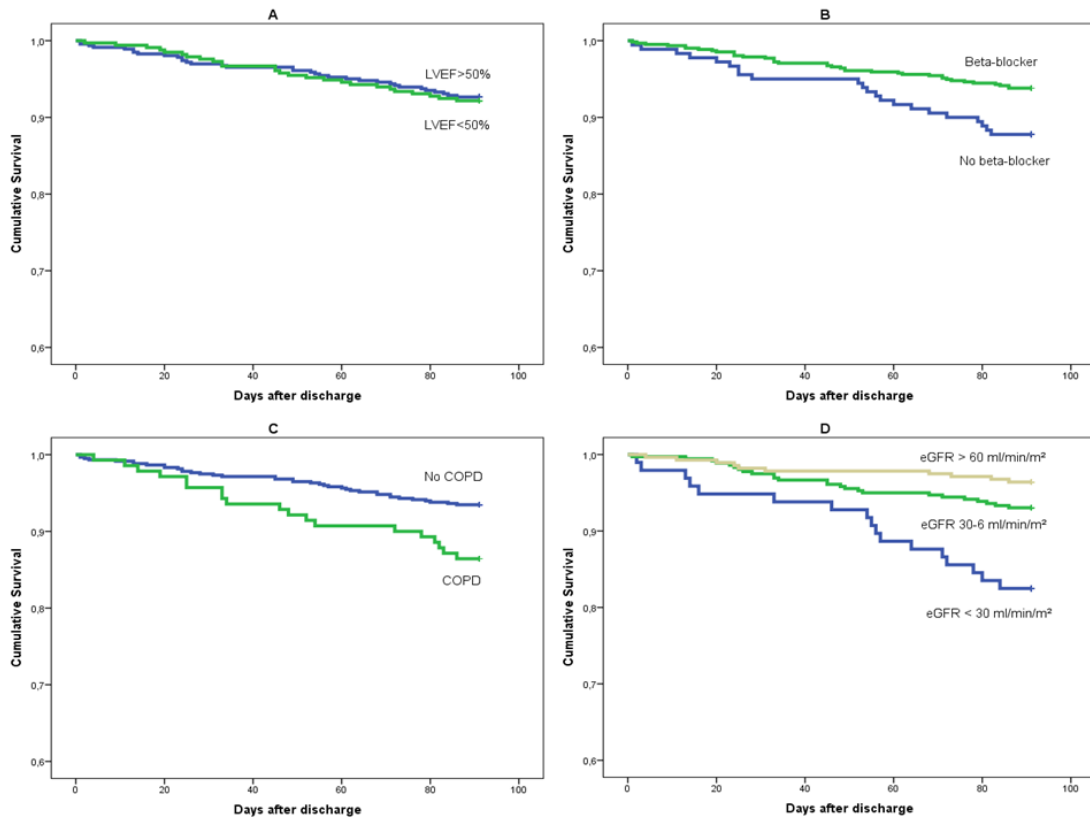 A
1,0
0,9
0,8
0,7
0,6
Cumulative Survival
LVEF>50%
LVEF<50%
0 20 40 60 80 100
Days after discharge
B
1,0
0,9
0,8
0,7
0,6
Cumulative Survival
Beta-blocker
No beta-blocker
0 20 40 60 80 100
Days after discharge
C
1,0
0,9
0,8
0,7
0,6
Cumulative Survival
No COPD
COPD
0 20 40 60 80 100
Days after discharge
D
1,0
0,9
0,8
0,7
0,6
Cumulative Survival
eGFR > 60 ml/min/m²
eGFR 30-6 ml/min/m²
eGFR < 30 ml/min/m²
0 20 40 60 80 100
Days after discharge